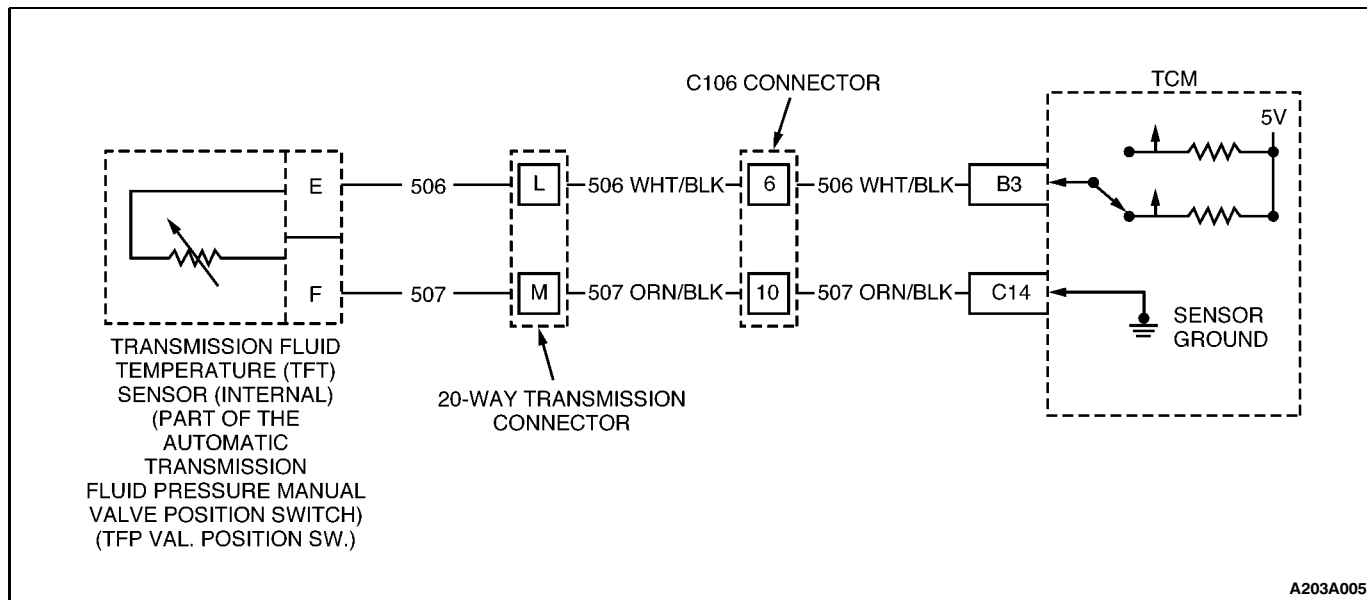 C106 CONNECTOR
TCM
5V
E
506
L
506 WHT/BLK
6
506 WHT/BLK
B3
F
507
M
507 ORN/BLK
10
507 ORN/BLK
C14
SENSOR
GROUND
TRANSMISSION FLUID
TEMPERATURE (TFT)
SENSOR (INTERNAL)
(PART OF THE
AUTOMATIC
TRANSMISSION
FLUID PRESSURE MANUAL
VALVE POSITION SWITCH)
(TFP VAL. POSITION SW.)
20-WAY TRANSMISSION
CONNECTOR
A203A005